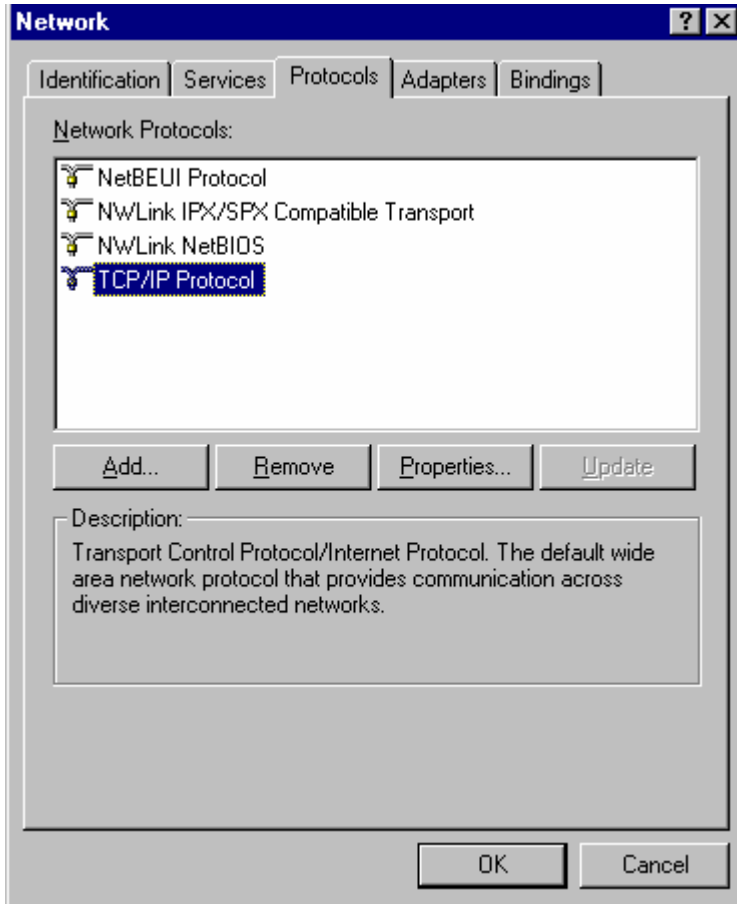 Network
Identification Services Protocols Adapters Bindings
Network Protocols:
NetBEUI Protocol
NWLink IPX/SPX Compatible Transport
NWLink NetBIOS
TCP/IP Protocol
Add... Remove Properties... Update
Description:
Transport Control Protocol/Internet Protocol. The default wide
area network protocol that provides communication across
diverse interconnected networks.
OK Cancel